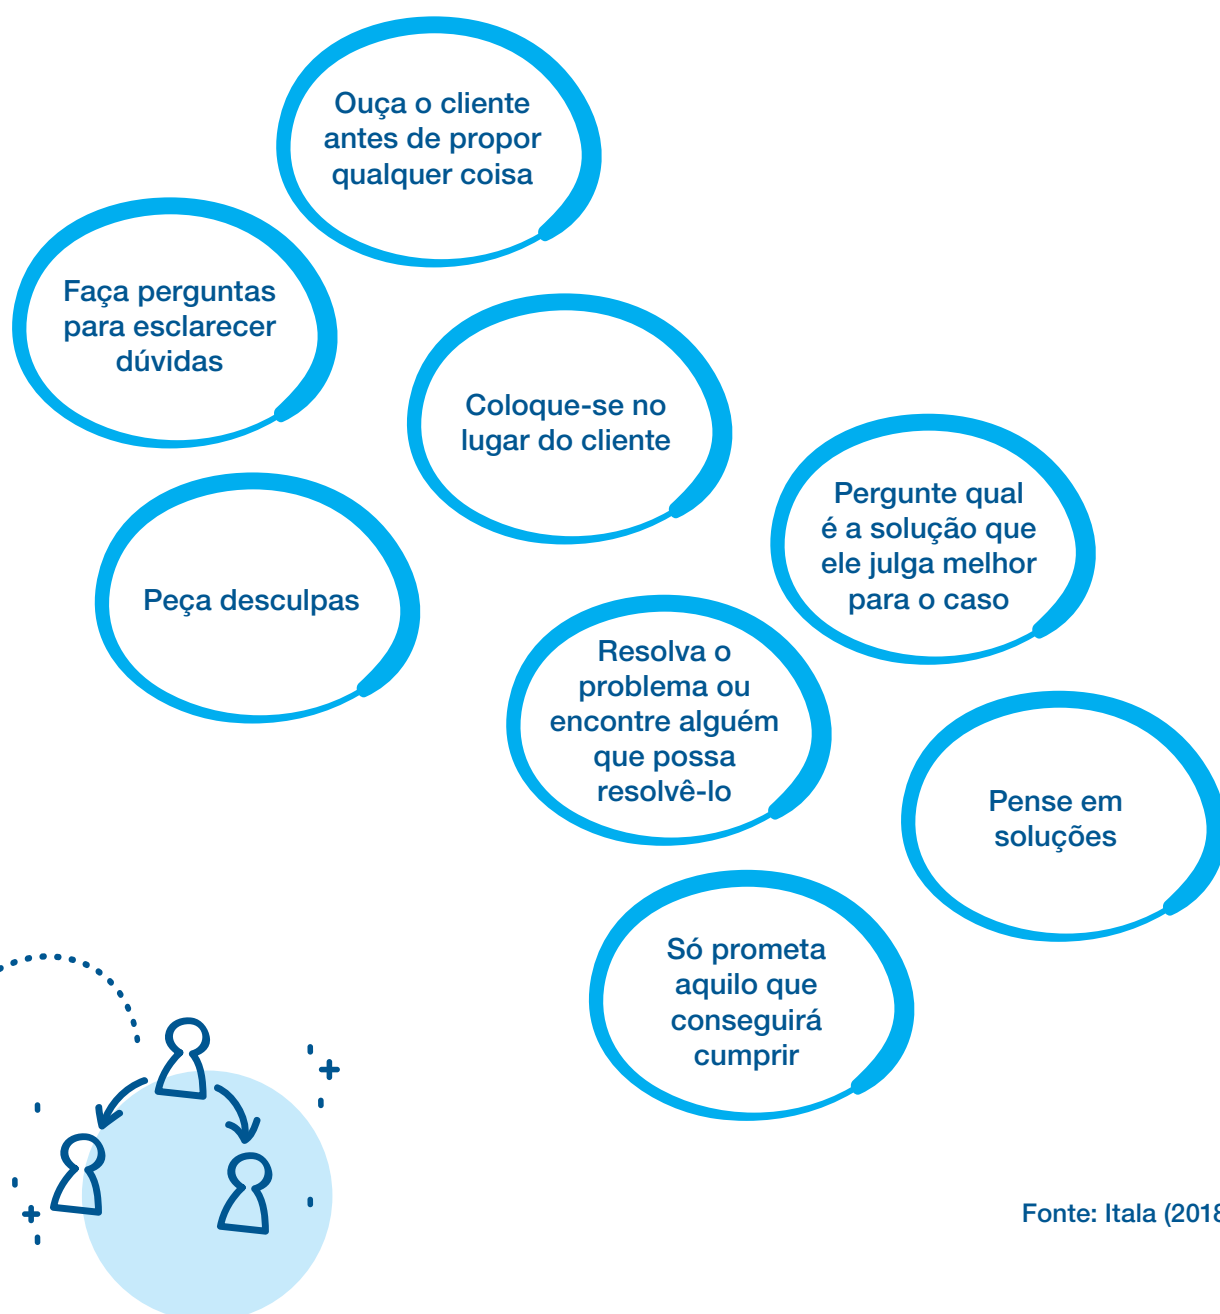 Ouça o cliente
antes de propor
qualquer coisa
Faça perguntas
para esclarecer
dúvidas
Coloque-se no
lugar do cliente
Peça desculpas
Pergunte qual
é a solução que
ele julga melhor
para o caso
Resolva o
problema ou
encontre alguém
que possa
resolvê-lo
Pense em
soluções
Só prometa
aquilo que
conseguirá
cumprir
Fonte: Itala (2018